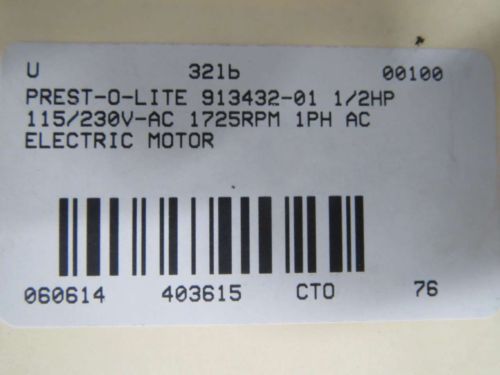 U 32lb 00100
PREST-O-LITE 913432-01 1/2HP
115/230V-AC 1725RPM 1PH AC
ELECTRIC MOTOR
060614 403615 CTO 76